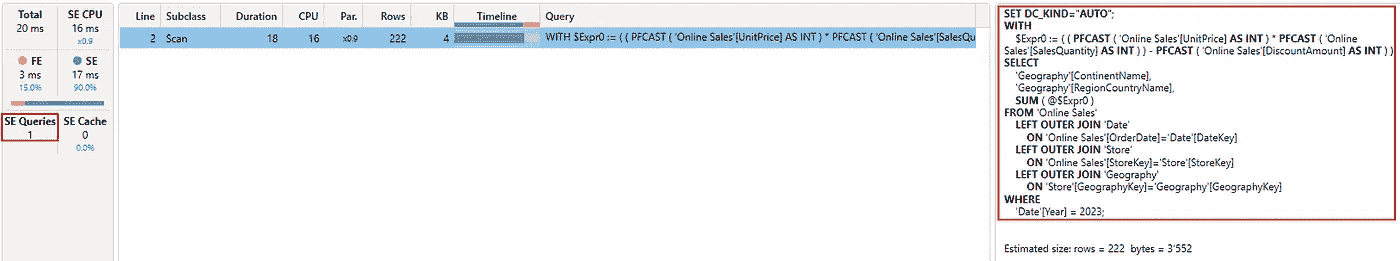 Total SE CPU
20 ms 16 ms
x0.9
FE SE
3 ms 17 ms
15.0% 90.0%
SE Queries SE Cache
1 0
0.0%
Line Subclass Duration CPU Par. Rows KB Timeline Query
2 Scan 18 16 x0.9 222 4 WITH $Expr0 := ( ( PFCAST ( 'Online Sales'[UnitPrice] AS INT ) * PFCAST ( 'Online Sales'[SalesQu
SET DC_KIND="AUTO";
WITH
$Expr0 := ( ( PFCAST ( 'Online Sales'[UnitPrice] AS INT ) * PFCAST ( 'Online
Sales'[SalesQuantity] AS INT ) ) - PFCAST ( 'Online Sales'[DiscountAmount] AS INT ) )
SELECT
'Geography'[ContinentName],
'Geography'[RegionCountryName],
SUM ( @$Expr0 )
FROM 'Online Sales'
LEFT OUTER JOIN 'Date'
ON 'Online Sales'[OrderDate]='Date'[DateKey]
LEFT OUTER JOIN 'Store'
ON 'Online Sales'[StoreKey]='Store'[StoreKey]
LEFT OUTER JOIN 'Geography'
ON 'Store'[GeographyKey]='Geography'[GeographyKey]
WHERE
'Date'[Year] = 2023;
Estimated size: rows = 222 bytes = 3'552